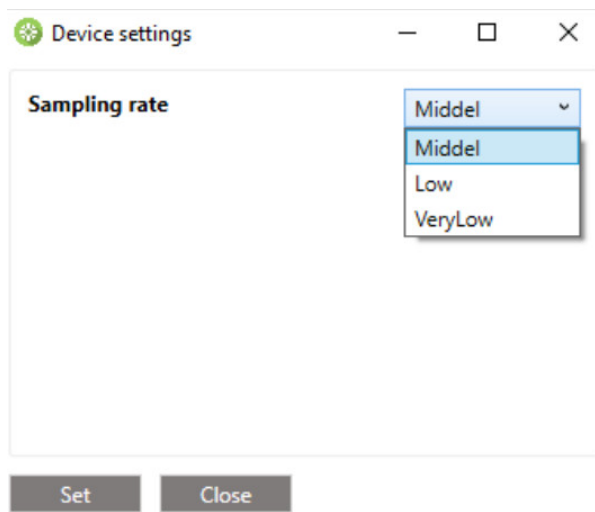 Device settings
Sampling rate
Middel
Middel
Low
VeryLow
Set
Close